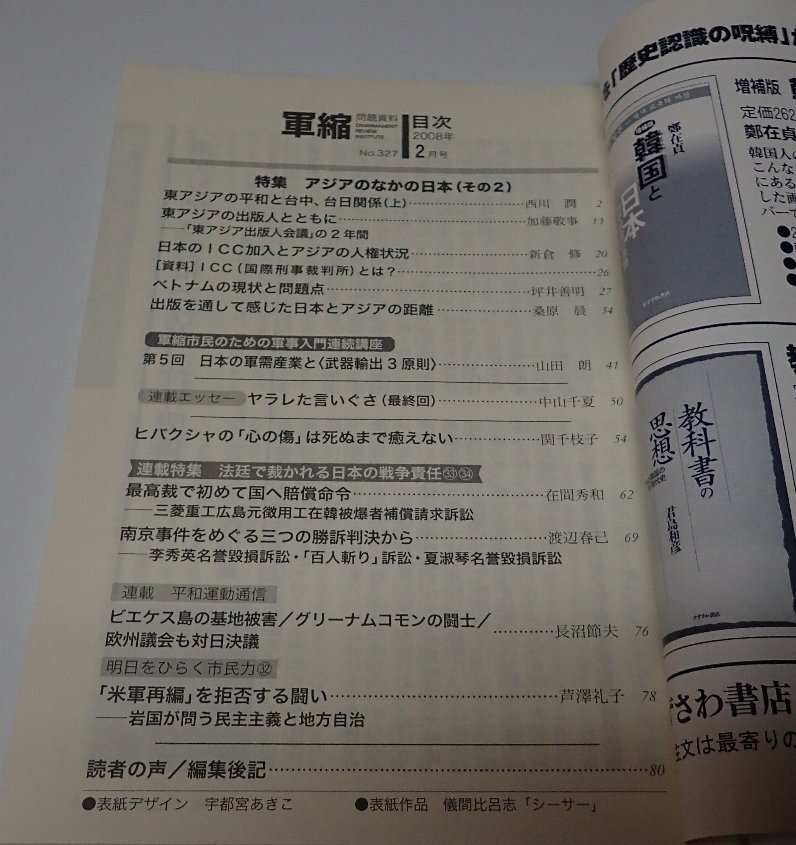 軍縮 問題資料 目次
DISARMAMENT REVIEW INSTITUTE
2008年
No.327 2月号
特集 アジアのなかの日本(その2)
東アジアの平和と台中、台日関係(上)……西川 潤 2
東アジアの出版人とともに……加藤敬事 13
──「東アジア出版人会議」の2年間
日本のICC加入とアジアの人権状況……新倉 修 20
[資料]ICC(国際刑事裁判所)とは?……26
ベトナムの現状と問題点……坪井善明 27
出版を通して感じた日本とアジアの距離……桑原 晨 34
軍縮市民のための軍事入門連続講座
第5回 日本の軍需産業と〈武器輸出3原則〉……山田 朗 41
連載エッセー ヤラレた言いぐさ(最終回)……中山千夏 50
ヒバクシャの「心の傷」は死ぬまで癒えない……関千枝子 54
連載特集 法廷で裁かれる日本の戦争責任㉝㉞
最高裁で初めて国へ賠償命令……在間秀和 62
──三菱重工広島元徴用工在韓被爆者補償請求訴訟
南京事件をめぐる三つの勝訴判決から……渡辺春己 69
──李秀英名誉毀損訴訟・「百人斬り」訴訟・夏淑琴名誉毀損訴訟
連載 平和運動通信
ビエケス島の基地被害/グリーナムコモンの闘士/
欧州議会も対日決議……長沼節夫 76
明日をひらく市民力㉜
「米軍再編」を拒否する闘い……芦澤礼子 78
──岩国が問う民主主義と地方自治
読者の声/編集後記……80
●表紙デザイン 宇都宮あきこ ●表紙作品 儀間比呂志「シーサー」
「歴史認識の呪縛」
増補版
定価262
鄭在貞
韓国人の
こんな
にある
した画
バーで
鄭在貞
韓国と
日本
すずさわ書店
教科書の
思想
君島和彦
すずさわ書店
さわ書店
注文は最寄りの